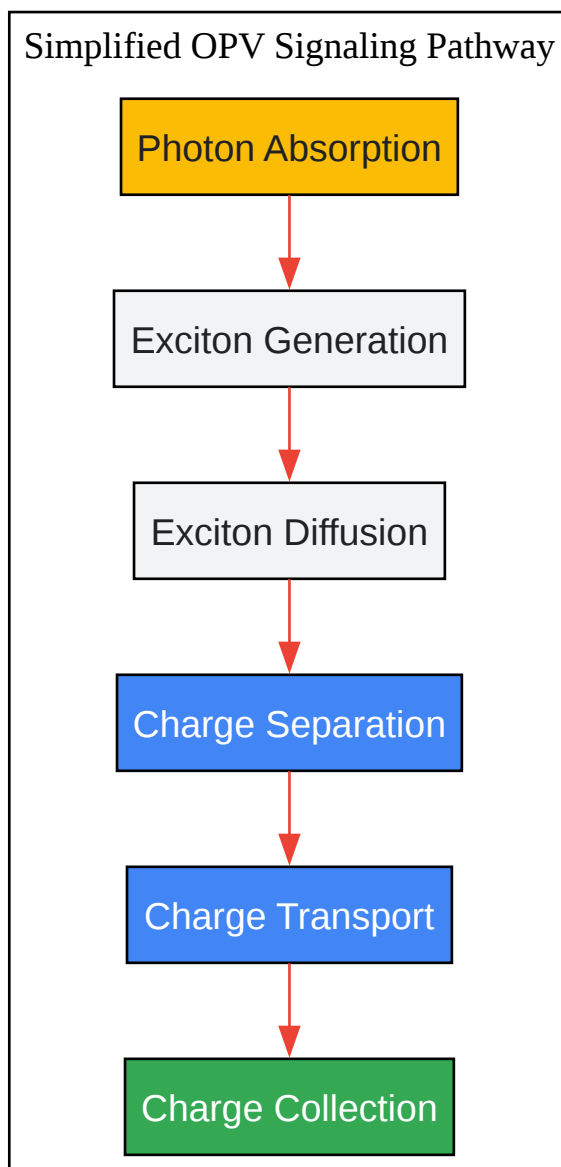 Simplified OPV Signaling Pathway
Photon Absorption
Exciton Generation
Exciton Diffusion
Charge Separation
Charge Transport
Charge Collection